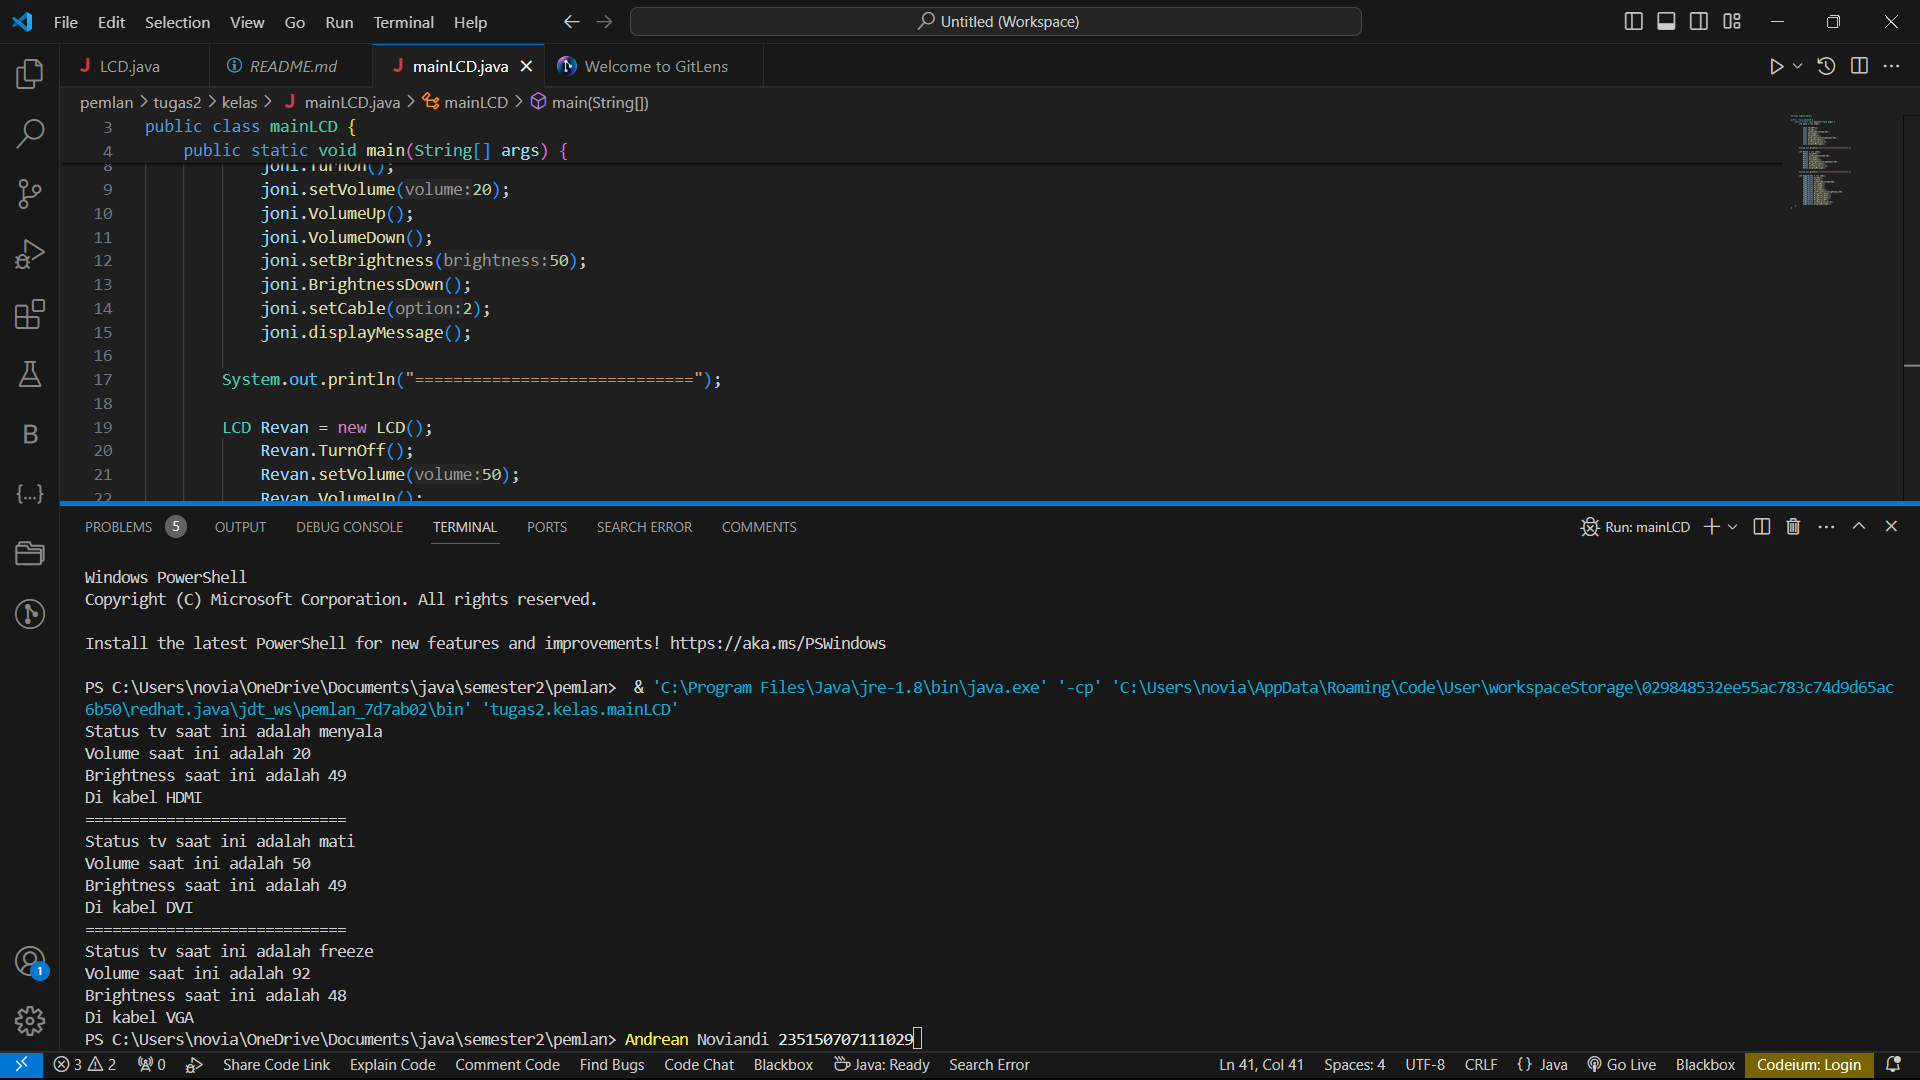 File Edit Selection View Go Run Terminal Help
Untitled (Workspace)
LCD.java README.md mainLCD.java Welcome to GitLens
pemlan > tugas2 > kelas > mainLCD.java > mainLCD > main(String[])
3 public class mainLCD {
4 public static void main(String[] args) {
8 joni.TurnOn();
9 joni.setVolume(volume:20);
10 joni.VolumeUp();
11 joni.VolumeDown();
12 joni.setBrightness(brightness:50);
13 joni.BrightnessDown();
14 joni.setCable(option:2);
15 joni.displayMessage();
16
17 System.out.println("=============================");
18
19 LCD Revan = new LCD();
20 Revan.TurnOff();
21 Revan.setVolume(volume:50);
22 Revan.VolumeUp();
PROBLEMS 5 OUTPUT DEBUG CONSOLE TERMINAL PORTS SEARCH ERROR COMMENTS
Run: mainLCD
Windows PowerShell
Copyright (C) Microsoft Corporation. All rights reserved.
Install the latest PowerShell for new features and improvements! https://aka.ms/PSWindows
PS C:\Users\novia\OneDrive\Documents\java\semester2\pemlan>  & 'C:\Program Files\Java\jre-1.8\bin\java.exe' '-cp' 'C:\Users\novia\AppData\Roaming\Code\User\workspaceStorage\029848532ee55ac783c74d9d65ac
6b50\redhat.java\jdt_ws\pemlan_7d7ab02\bin' 'tugas2.kelas.mainLCD'
Status tv saat ini adalah menyala
Volume saat ini adalah 20
Brightness saat ini adalah 49
Di kabel HDMI
=============================
Status tv saat ini adalah mati
Volume saat ini adalah 50
Brightness saat ini adalah 49
Di kabel DVI
=============================
Status tv saat ini adalah freeze
Volume saat ini adalah 92
Brightness saat ini adalah 48
Di kabel VGA
PS C:\Users\novia\OneDrive\Documents\java\semester2\pemlan> Andrean Noviandi 235150707111029
1
3 2 0 Share Code Link Explain Code Comment Code Find Bugs Code Chat Blackbox Java: Ready Search Error Ln 41, Col 41 Spaces: 4 UTF-8 CRLF {} Java Go Live Blackbox Codeium: Login